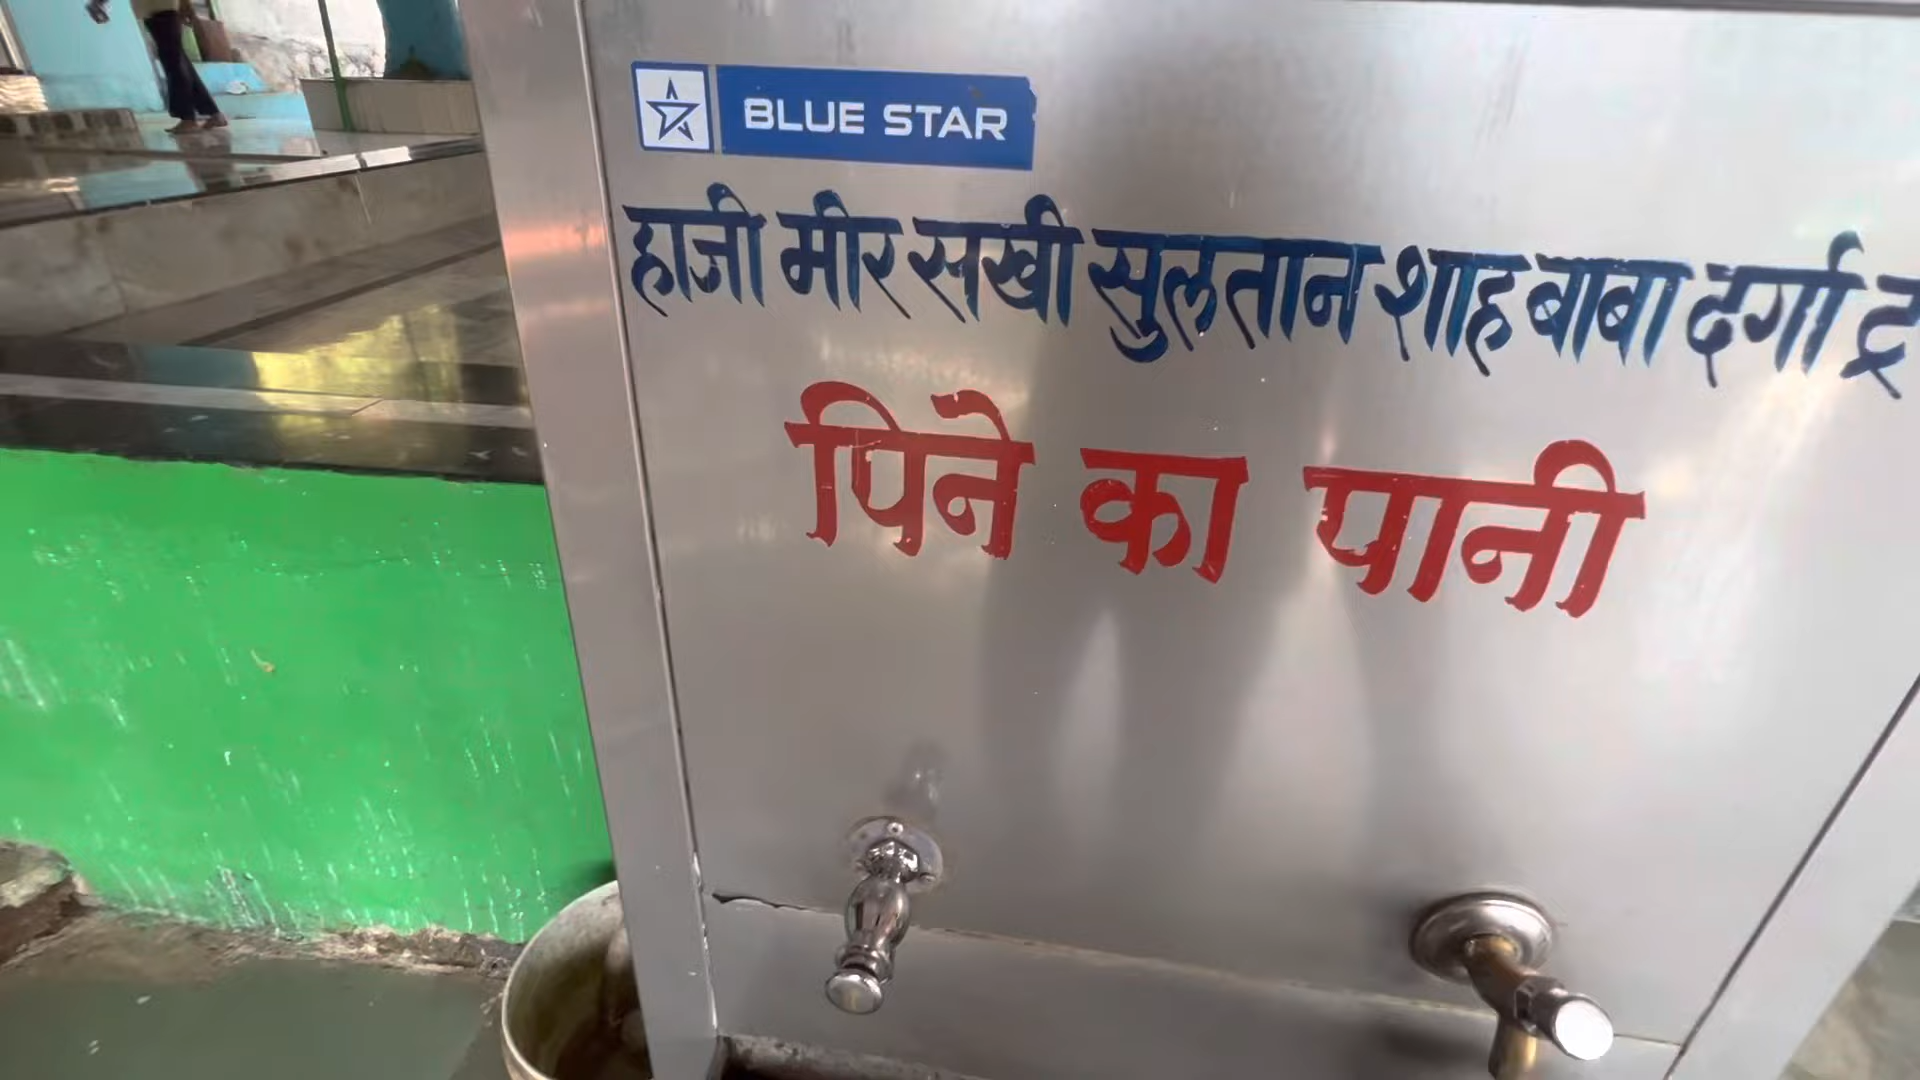 BLUE STAR
हाजी मीर सखी सुलतान शाह बाबा दर्गा ट्र
पिने का पानी